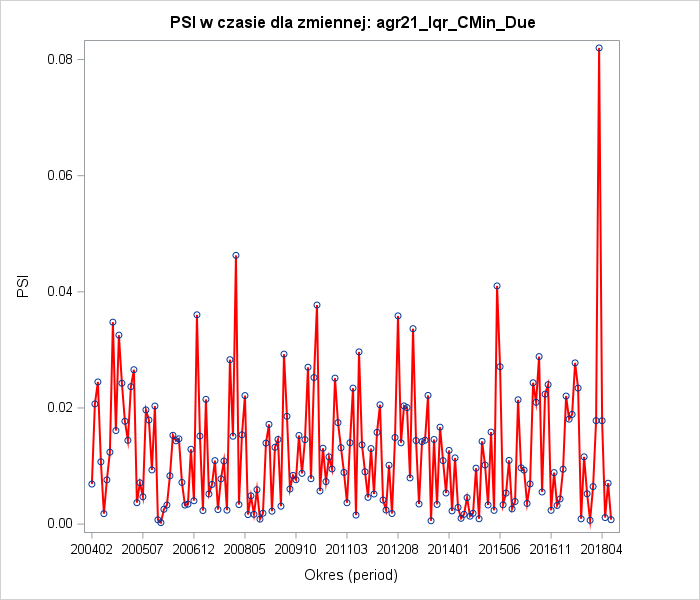 PSI w czasie dla zmiennej: agr21_Iqr_CMin_Due
0.08
0.06
0.04
0.02
0.00
PSI
200402 200507 200612 200805 200910 201103 201208 201401 201506 201611 201804
Okres (period)